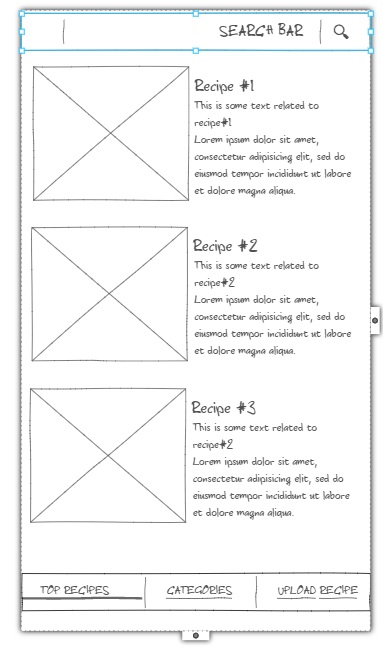 SEARCH BAR
Recipe #1
This is some text related to
recipe#1
Lorem ipsum dolor sit amet,
consectetur adipisicing elit, sed do
eiusmod tempor incididunt ut labore
et dolore magna aliqua.
Recipe #2
This is some text related to
recipe#2
Lorem ipsum dolor sit amet,
consectetur adipisicing elit, sed do
eiusmod tempor incididunt ut labore
et dolore magna aliqua.
Recipe #3
This is some text related to
recipe#2
Lorem ipsum dolor sit amet,
consectetur adipisicing elit, sed do
eiusmod tempor incididunt ut labore
et dolore magna aliqua.
TOP RECIPES CATEGORIES UPLOAD RECIPE